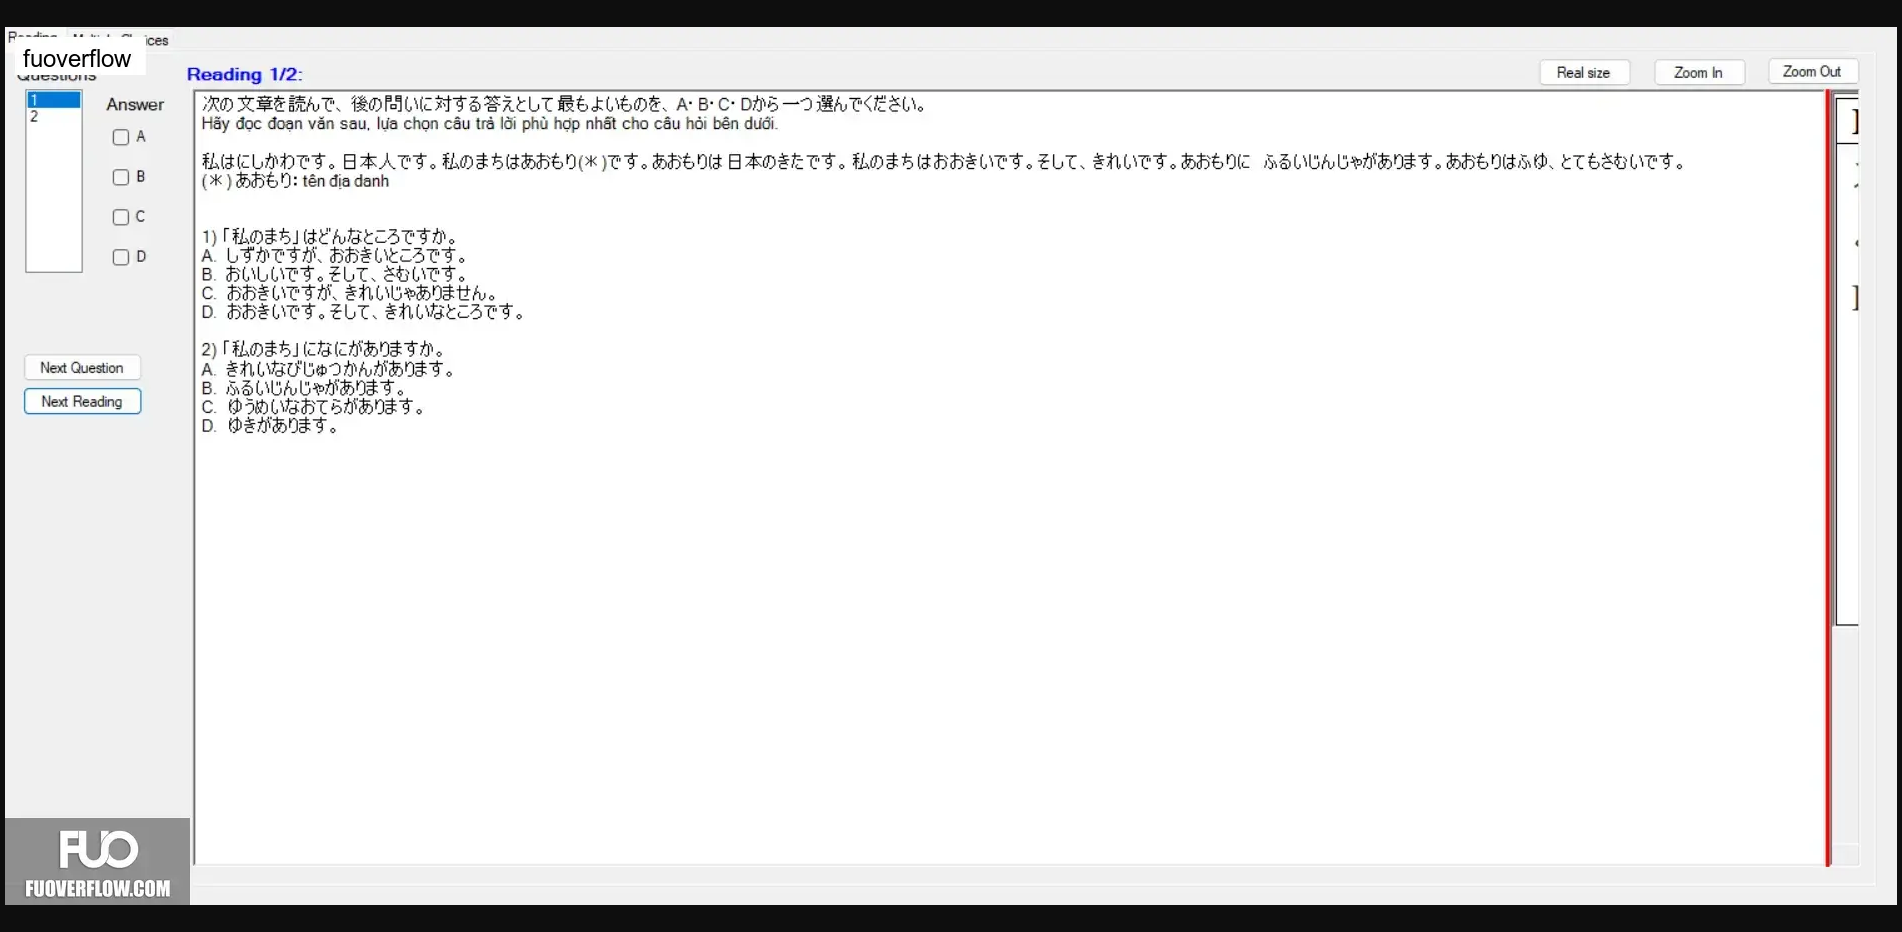 fuoverflow
Reading 1/2:
Real size
Zoom In
Zoom Out
1
2
Answer
A
B
C
D
Next Question
Next Reading
次の文章を読んで、後の問いに対する答えとして最もよいものを、A・B・C・Dから一つ選んでください。
Hãy đọc đoạn văn sau, lựa chọn câu trả lời phù hợp nhất cho câu hỏi bên dưới.
私はにしかわです。日本人です。私のまちはあおもり(＊)です。あおもりは日本のきたです。私のまちはおおきいです。そして、きれいです。あおもりに　ふるいじんじゃがあります。あおもりはふゆ、とてもさむいです。
(＊)あおもり: tên địa danh
1)「私のまち」はどんなところですか。
A. しずかですが、おおきいところです。
B. おいしいです。そして、さむいです。
C. おおきいですが、きれいじゃありません。
D. おおきいです。そして、きれいなところです。
2)「私のまち」になにがありますか。
A. きれいなびじゅつかんがあります。
B. ふるいじんじゃがあります。
C. ゆうめいなおてらがあります。
D. ゆきがあります。
FUO
FUOVERFLOW.COM